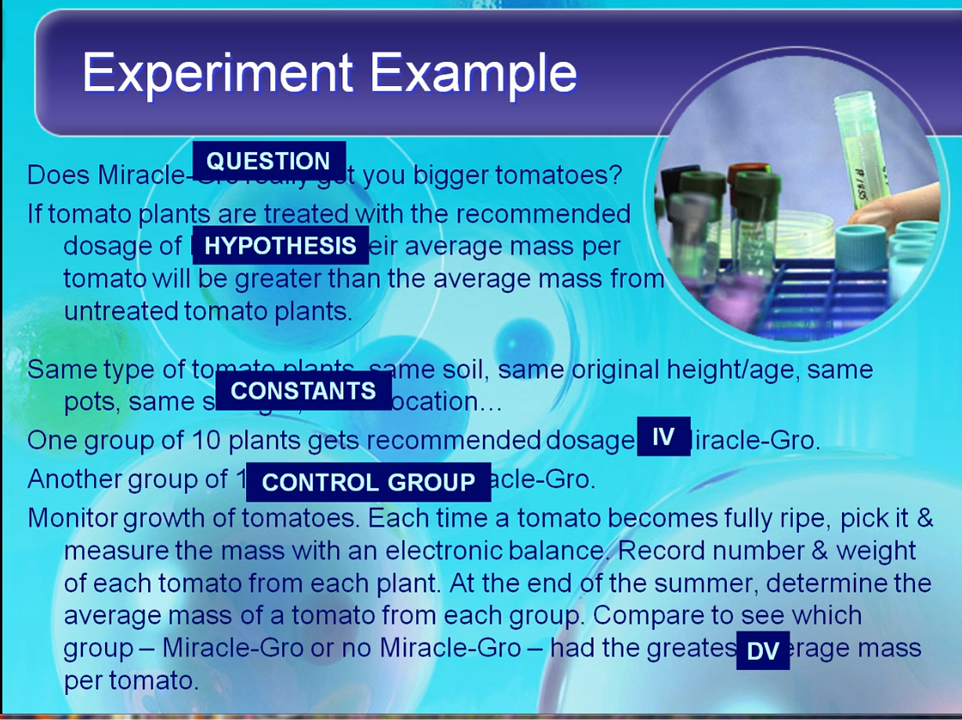 Experiment Example
QUESTION
Does Miracle-Gro really get you bigger tomatoes?
If tomato plants are treated with the recommended
dosage of HYPOTHESIS eir average mass per
tomato will be greater than the average mass from
untreated tomato plants.
Same type of tomato plants, same soil, same original height/age, same
CONSTANTS
pots, same s ocation…
One group of 10 plants gets recommended dosage IV iracle-Gro.
Another group of 1 CONTROL GROUP acle-Gro.
Monitor growth of tomatoes. Each time a tomato becomes fully ripe, pick it &
measure the mass with an electronic balance. Record number & weight
of each tomato from each plant. At the end of the summer, determine the
average mass of a tomato from each group. Compare to see which
group – Miracle-Gro or no Miracle-Gro – had the greates DV erage mass
per tomato.